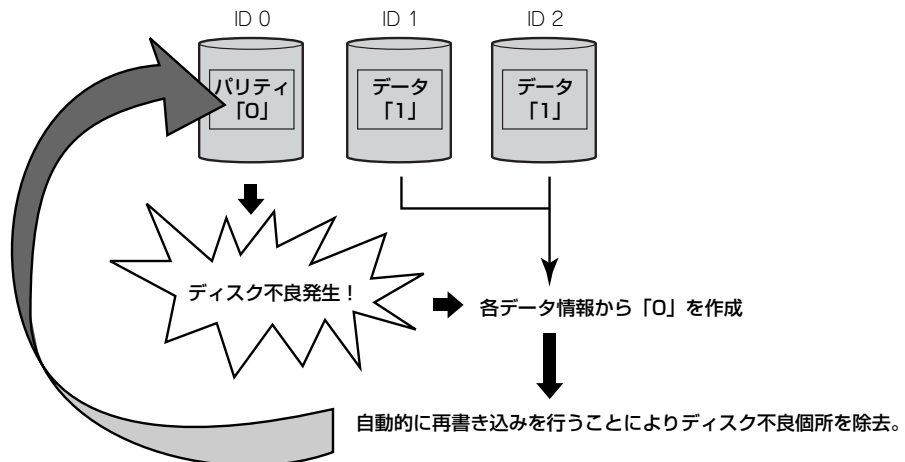 ID 0
ID 1
ID 2
パリティ
「0」
データ
「1」
データ
「1」
ディスク不良発生！
各データ情報から「0」を作成
自動的に再書き込みを行うことによりディスク不良個所を除去。